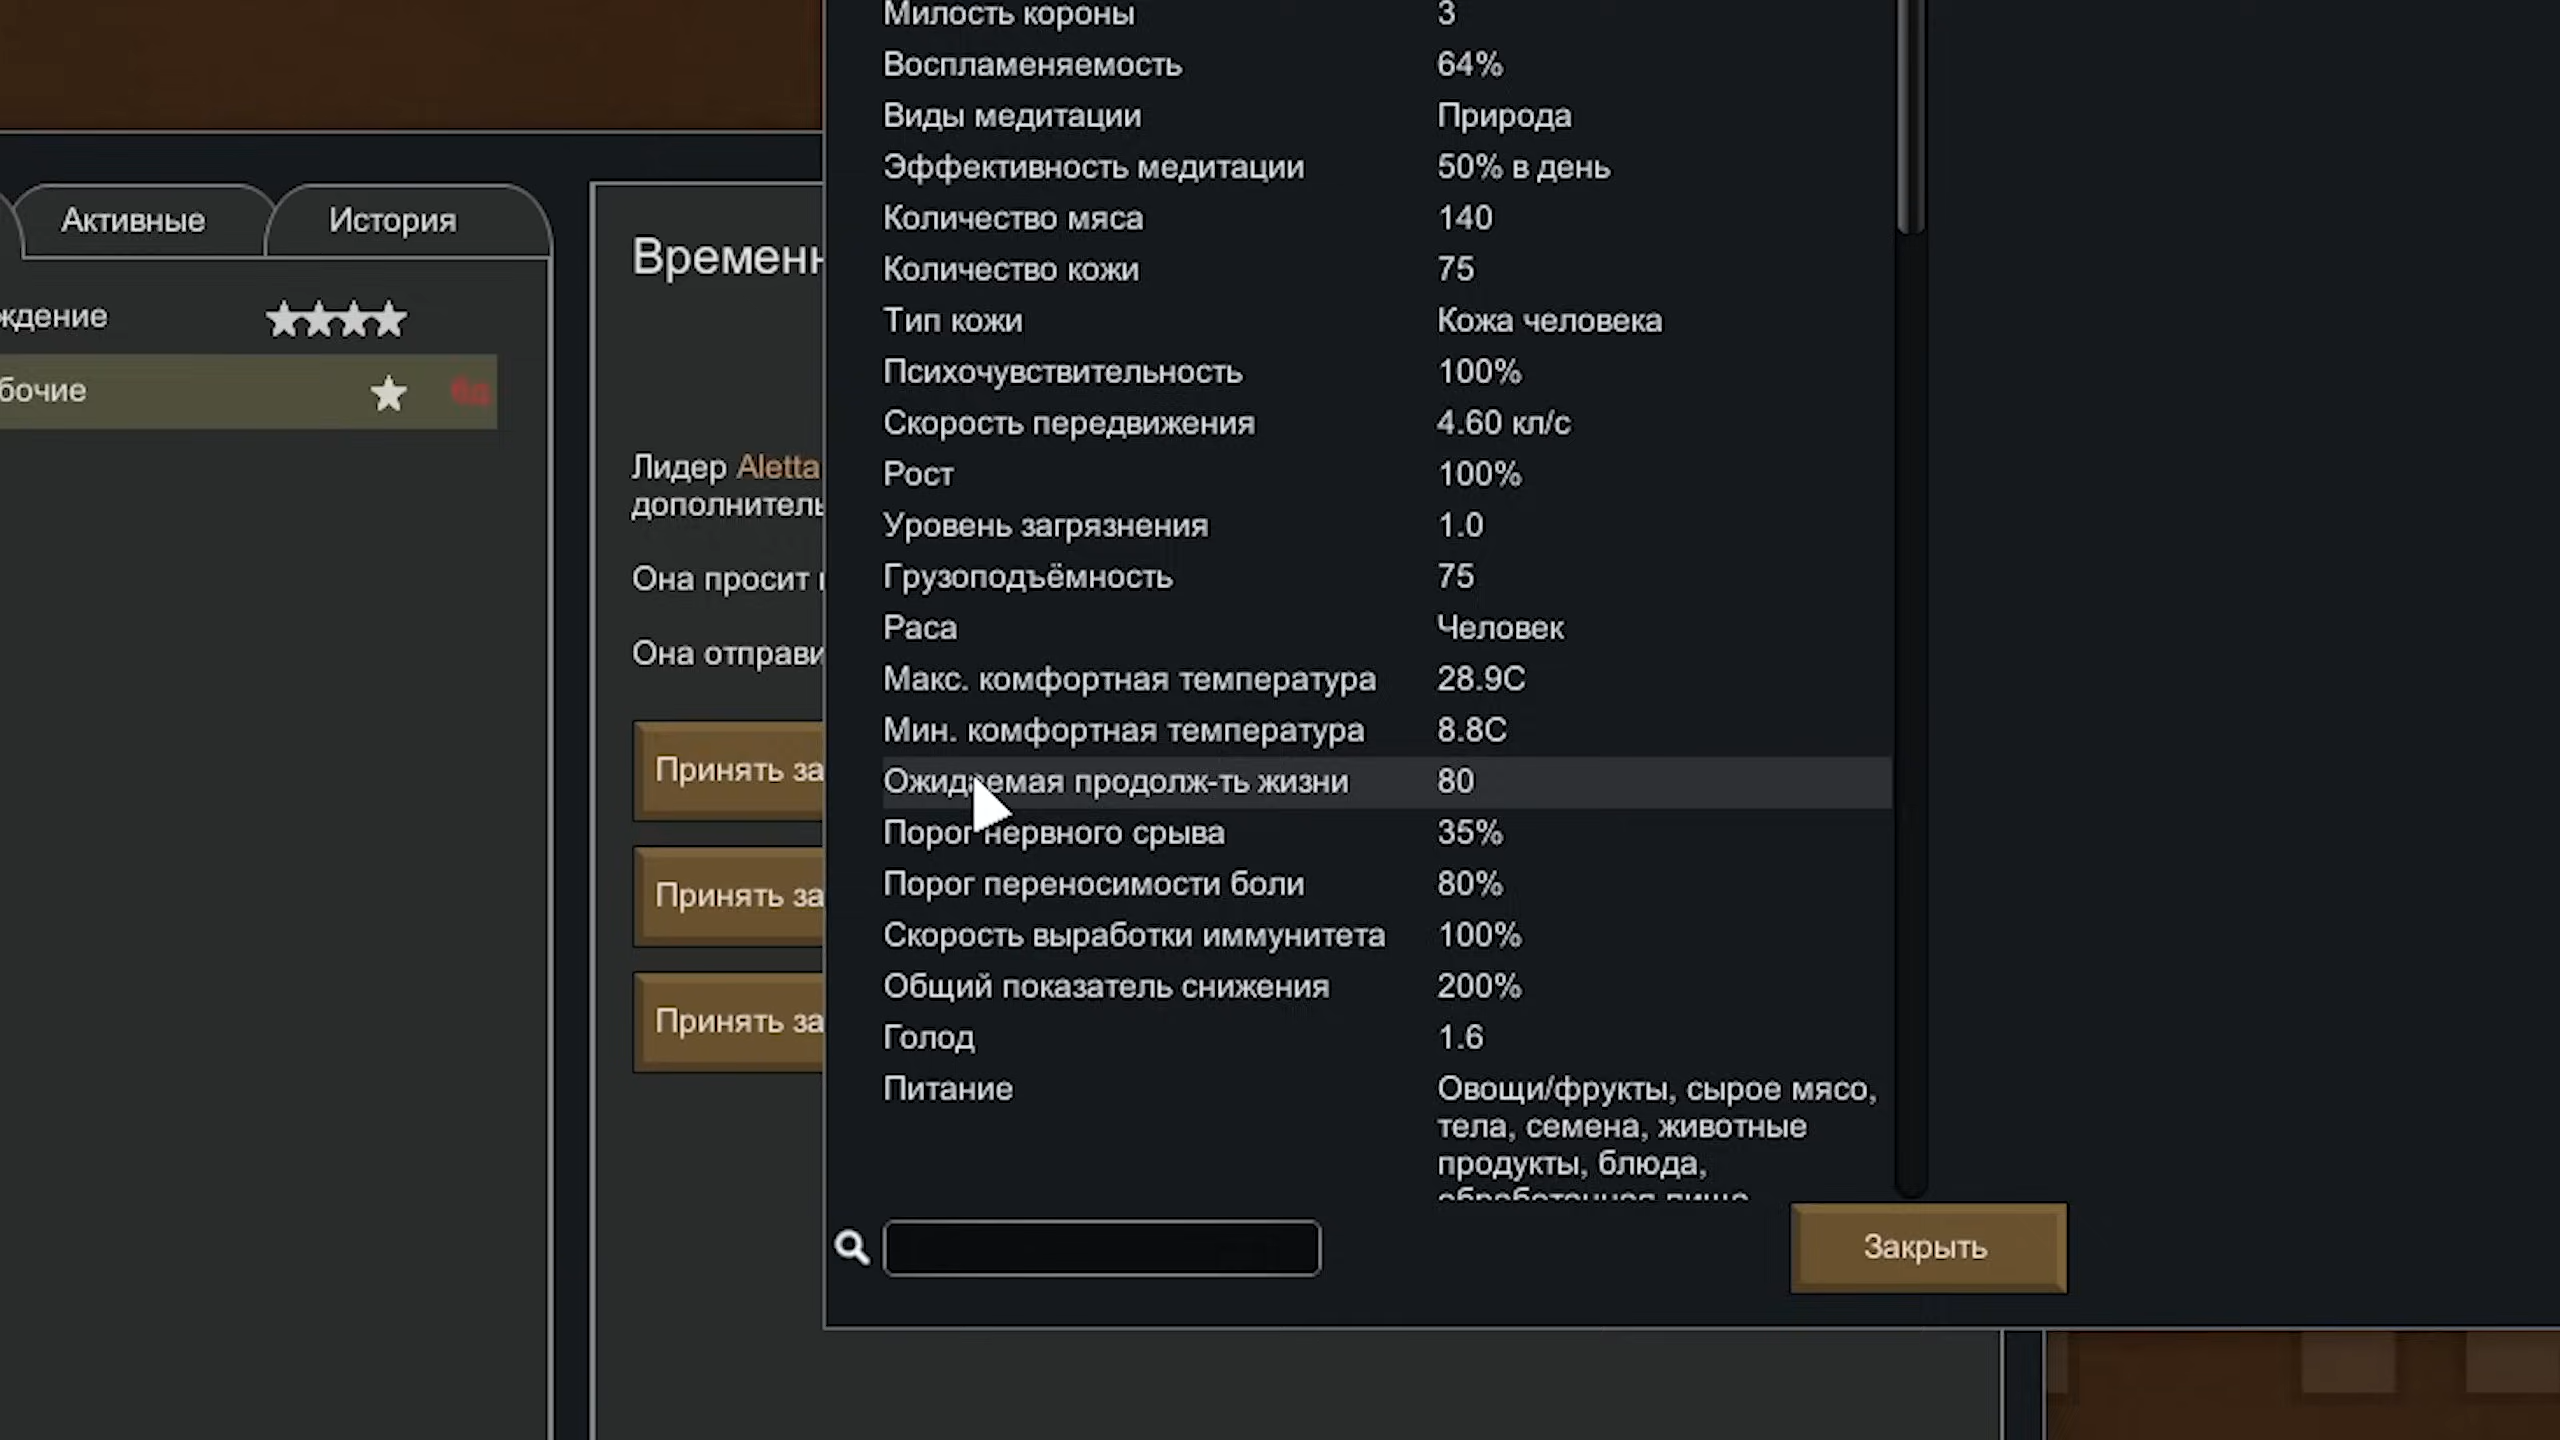 Активные
История
ждение
бочие
Временн
Лидер Aletta
дополнитель
Она просит
Она отправи
Принять за
Принять за
Принять за
Милость короны 3
Воспламеняемость 64%
Виды медитации Природа
Эффективность медитации 50% в день
Количество мяса 140
Количество кожи 75
Тип кожи Кожа человека
Психочувствительность 100%
Скорость передвижения 4.60 кл/с
Рост 100%
Уровень загрязнения 1.0
Грузоподъёмность 75
Раса Человек
Макс. комфортная температура 28.9C
Мин. комфортная температура 8.8C
Ожидаемая продолж-ть жизни 80
Порог нервного срыва 35%
Порог переносимости боли 80%
Скорость выработки иммунитета 100%
Общий показатель снижения 200%
Голод 1.6
Питание Овощи/фрукты, сырое мясо,
тела, семена, животные
продукты, блюда,
Закрыть